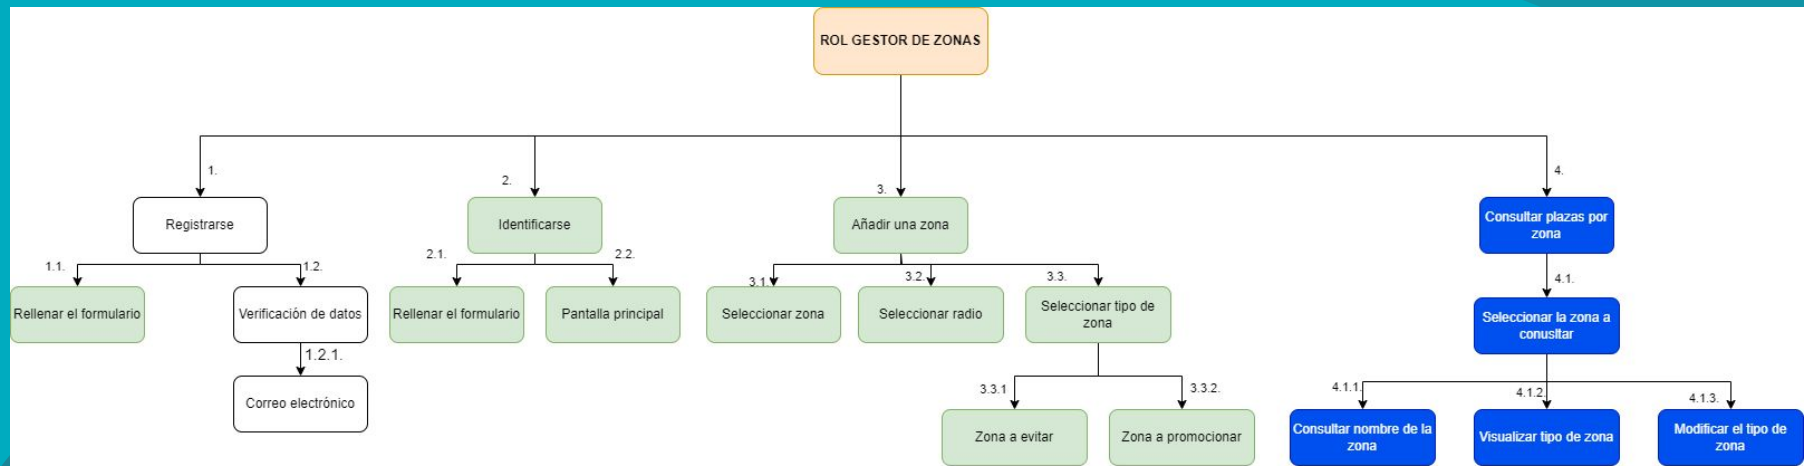 ROL GESTOR DE ZONAS
1.
2.
3.
4.
Registrarse
Identificarse
Añadir una zona
Consultar plazas por
zona
1.1.
1.2.
2.1.
2.2.
3.1.
3.2.
3.3.
4.1.
Rellenar el formulario
Verificación de datos
Rellenar el formulario
Pantalla principal
Seleccionar zona
Seleccionar radio
Seleccionar tipo de
zona
Seleccionar la zona a
conusltar
1.2.1.
3.3.1
3.3.2.
4.1.1.
4.1.2.
4.1.3.
Correo electrónico
Zona a evitar
Zona a promocionar
Consultar nombre de la
zona
Visualizar tipo de zona
Modificar el tipo de
zona